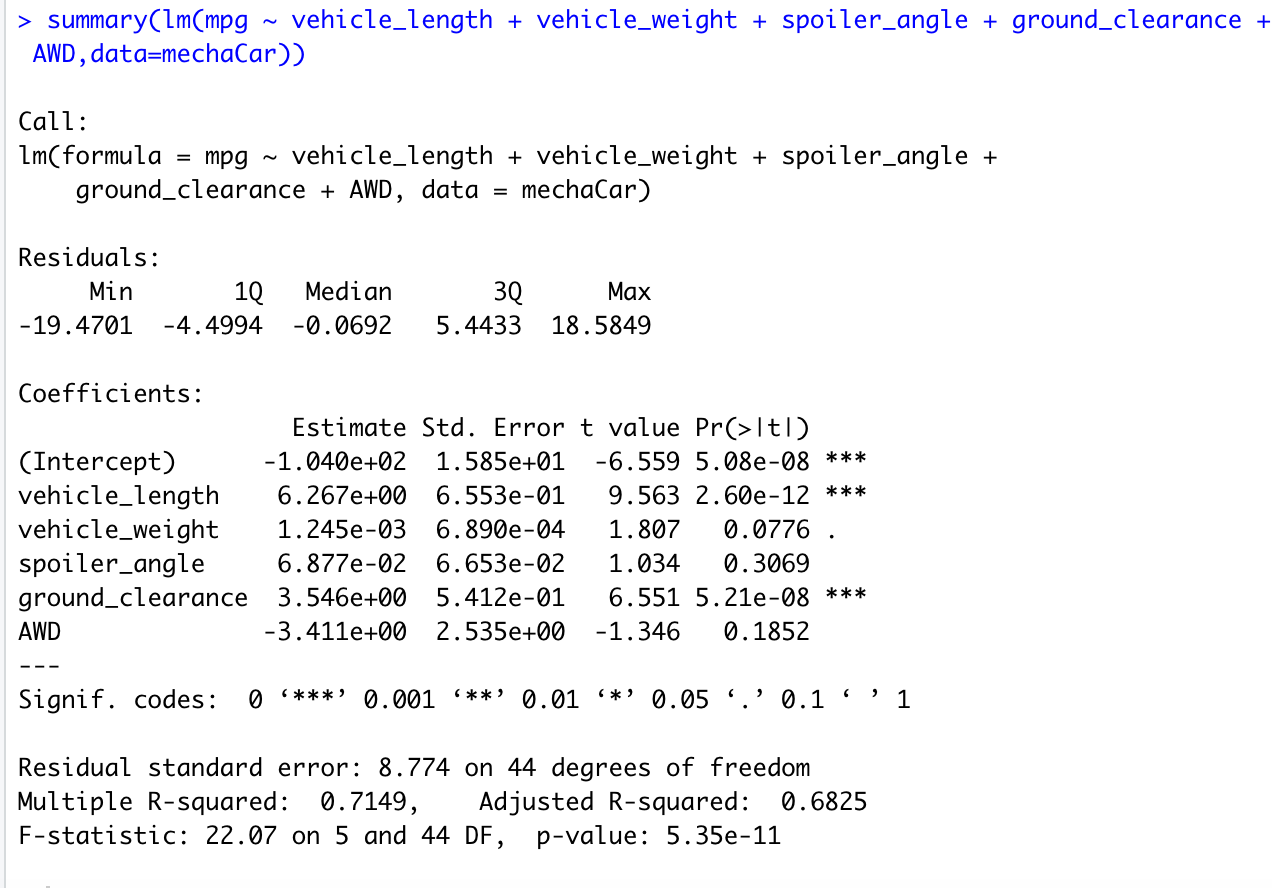 > summary(lm(mpg ~ vehicle_length + vehicle_weight + spoiler_angle + ground_clearance +
 AWD,data=mechaCar))

Call:
lm(formula = mpg ~ vehicle_length + vehicle_weight + spoiler_angle +
    ground_clearance + AWD, data = mechaCar)

Residuals:
     Min       1Q   Median       3Q      Max
-19.4701  -4.4994  -0.0692   5.4433  18.5849

Coefficients:
                   Estimate Std. Error t value Pr(>|t|)
(Intercept)      -1.040e+02  1.585e+01  -6.559 5.08e-08 ***
vehicle_length    6.267e+00  6.553e-01   9.563 2.60e-12 ***
vehicle_weight    1.245e-03  6.890e-04   1.807   0.0776 .
spoiler_angle     6.877e-02  6.653e-02   1.034   0.3069
ground_clearance  3.546e+00  5.412e-01   6.551 5.21e-08 ***
AWD              -3.411e+00  2.535e+00  -1.346   0.1852
---
Signif. codes:  0 ‘***’ 0.001 ‘**’ 0.01 ‘*’ 0.05 ‘.’ 0.1 ‘ ’ 1

Residual standard error: 8.774 on 44 degrees of freedom
Multiple R-squared:  0.7149,	Adjusted R-squared:  0.6825
F-statistic: 22.07 on 5 and 44 DF,  p-value: 5.35e-11